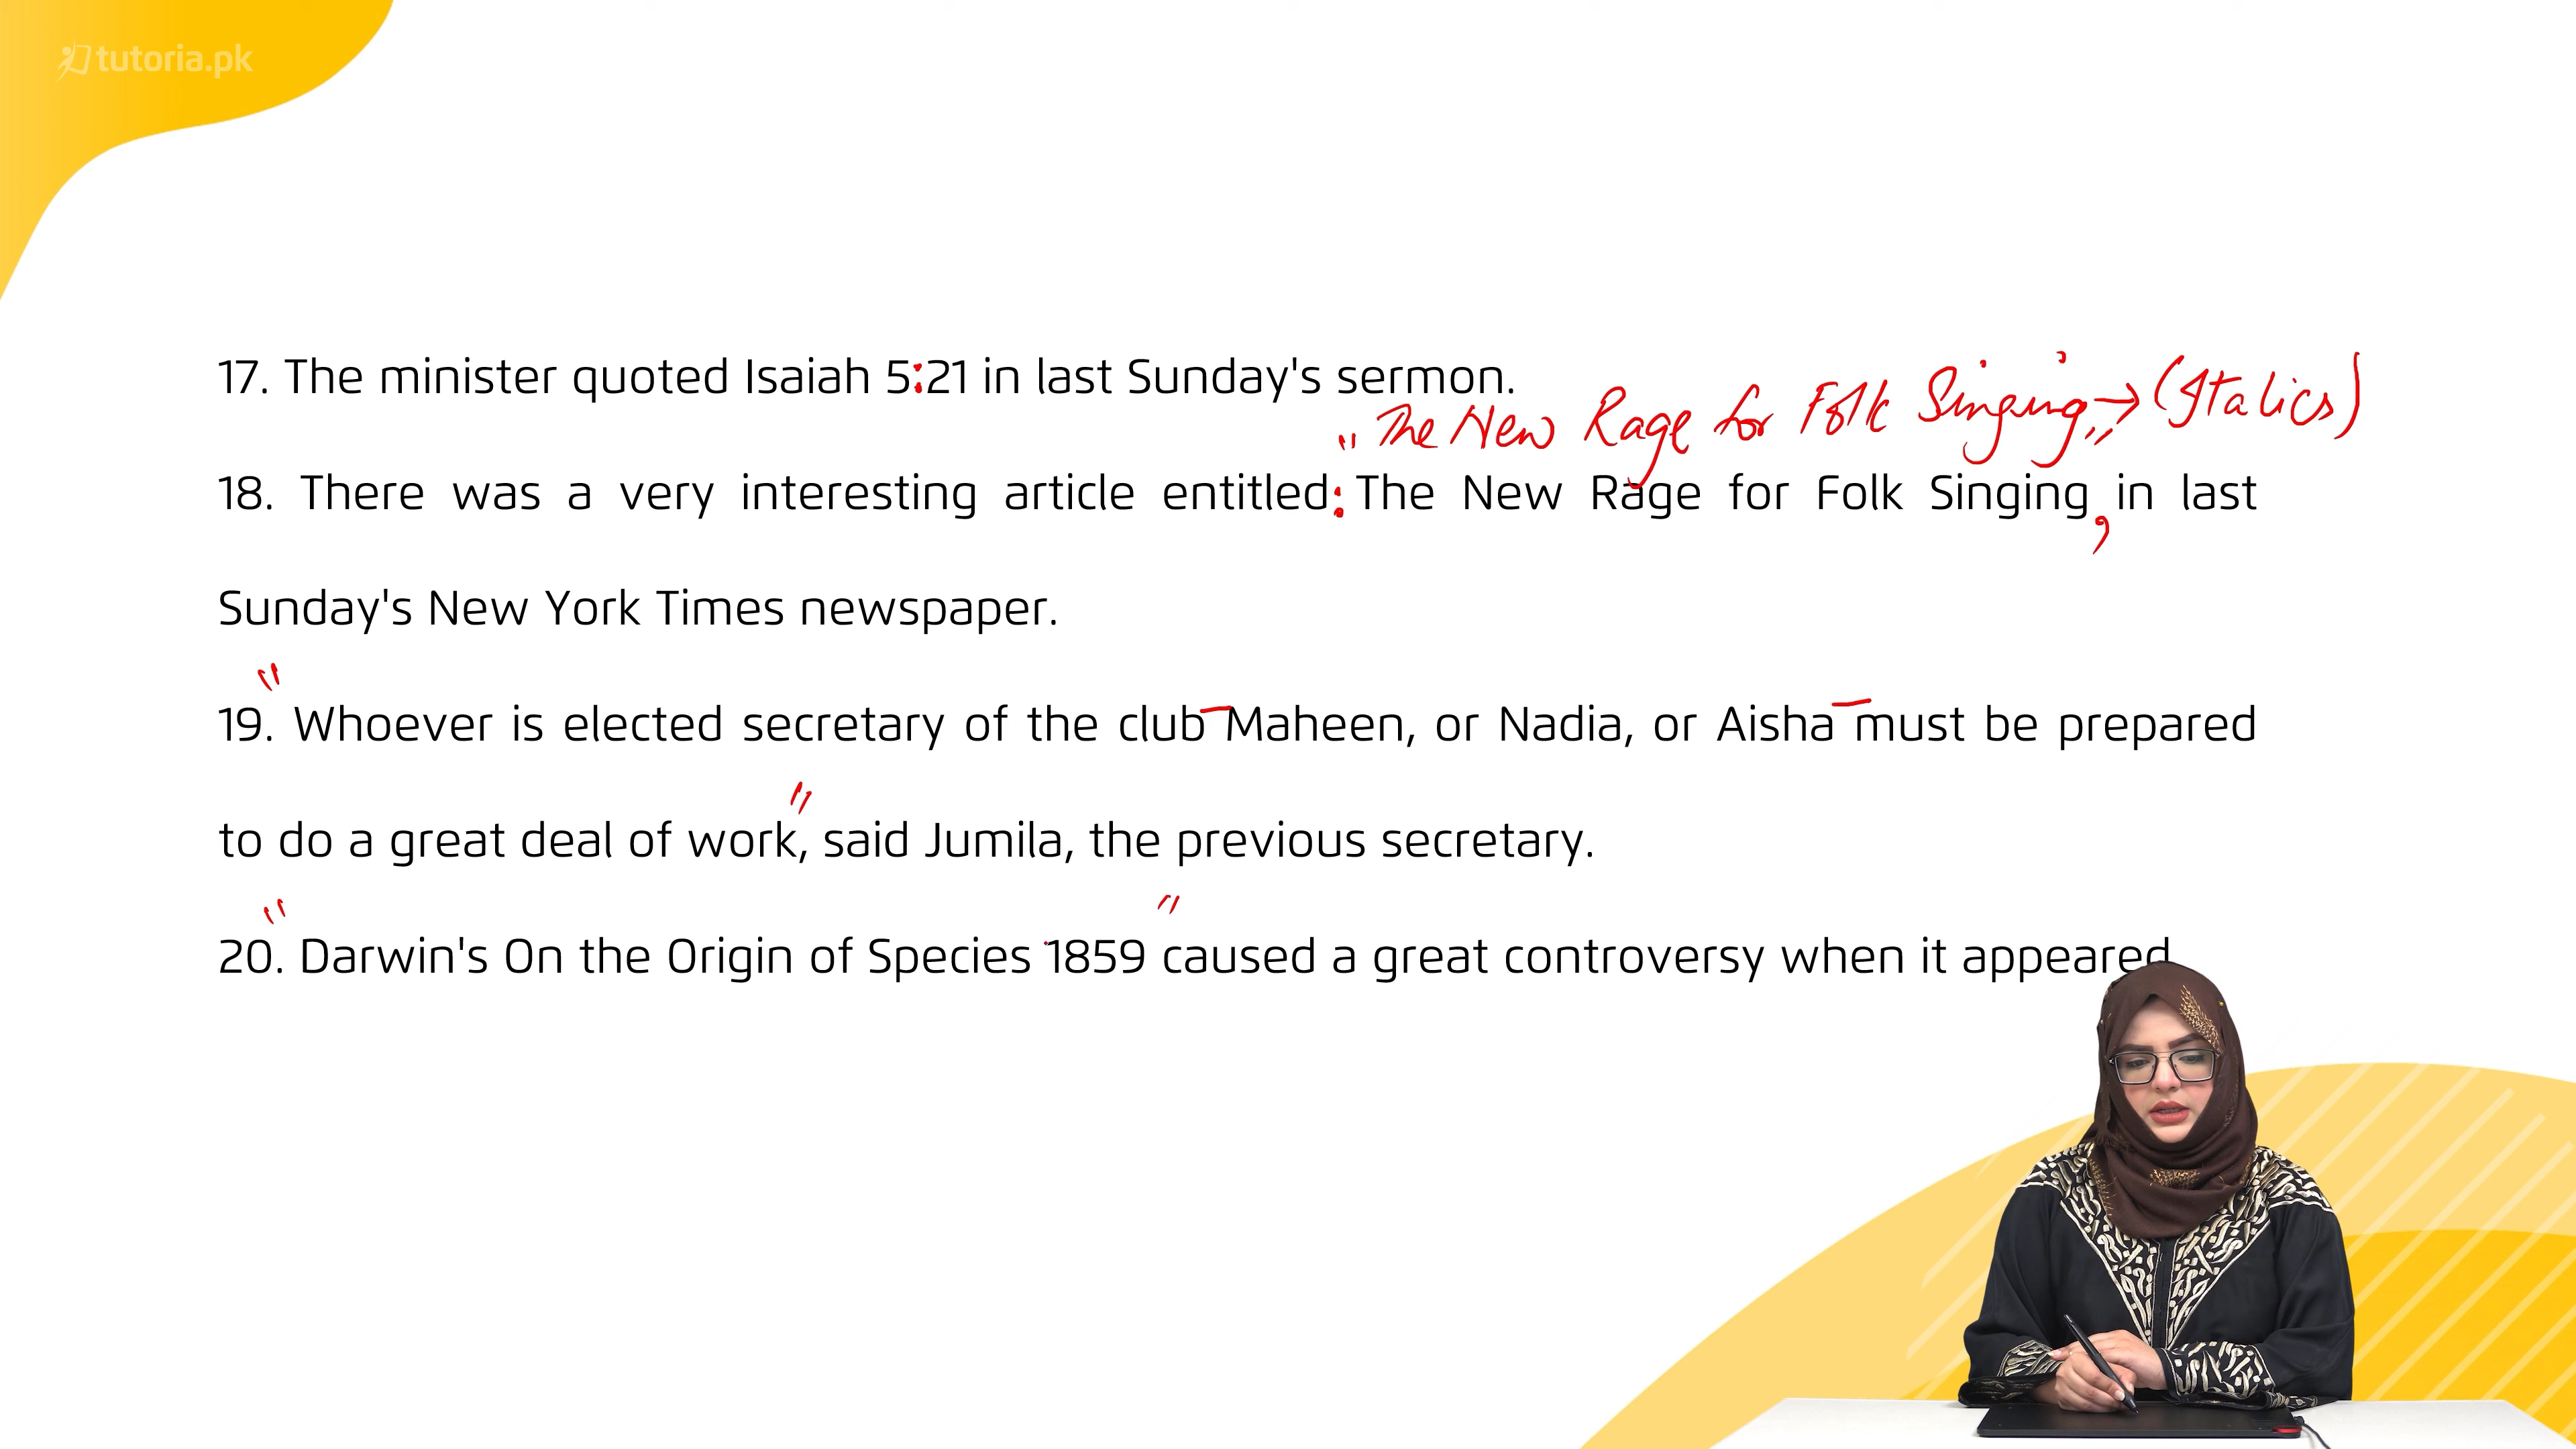 tutoria.pk
17. The minister quoted Isaiah 5:21 in last Sunday's sermon.
"The New Rage for Folk Singing" → (Italics)
18. There was a very interesting article entitled: The New Rage for Folk Singing, in last
Sunday's New York Times newspaper.
"
19. Whoever is elected secretary of the club – Maheen, or Nadia, or Aisha – must be prepared
"
to do a great deal of work, said Jumila, the previous secretary.
" "
20. Darwin's On the Origin of Species 1859 caused a great controversy when it appeared